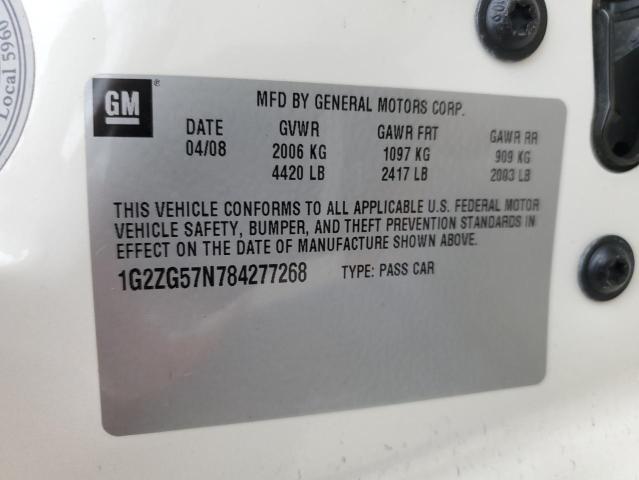 Local 5960
GM®
MFD BY GENERAL MOTORS CORP.
DATE GVWR GAWR FRT GAWR RR
04/08 2006 KG 1097 KG 909 KG
4420 LB 2417 LB 2003 LB
THIS VEHICLE CONFORMS TO ALL APPLICABLE U.S. FEDERAL MOTOR
VEHICLE SAFETY, BUMPER, AND THEFT PREVENTION STANDARDS IN
EFFECT ON THE DATE OF MANUFACTURE SHOWN ABOVE.
1G2ZG57N784277268 TYPE: PASS CAR